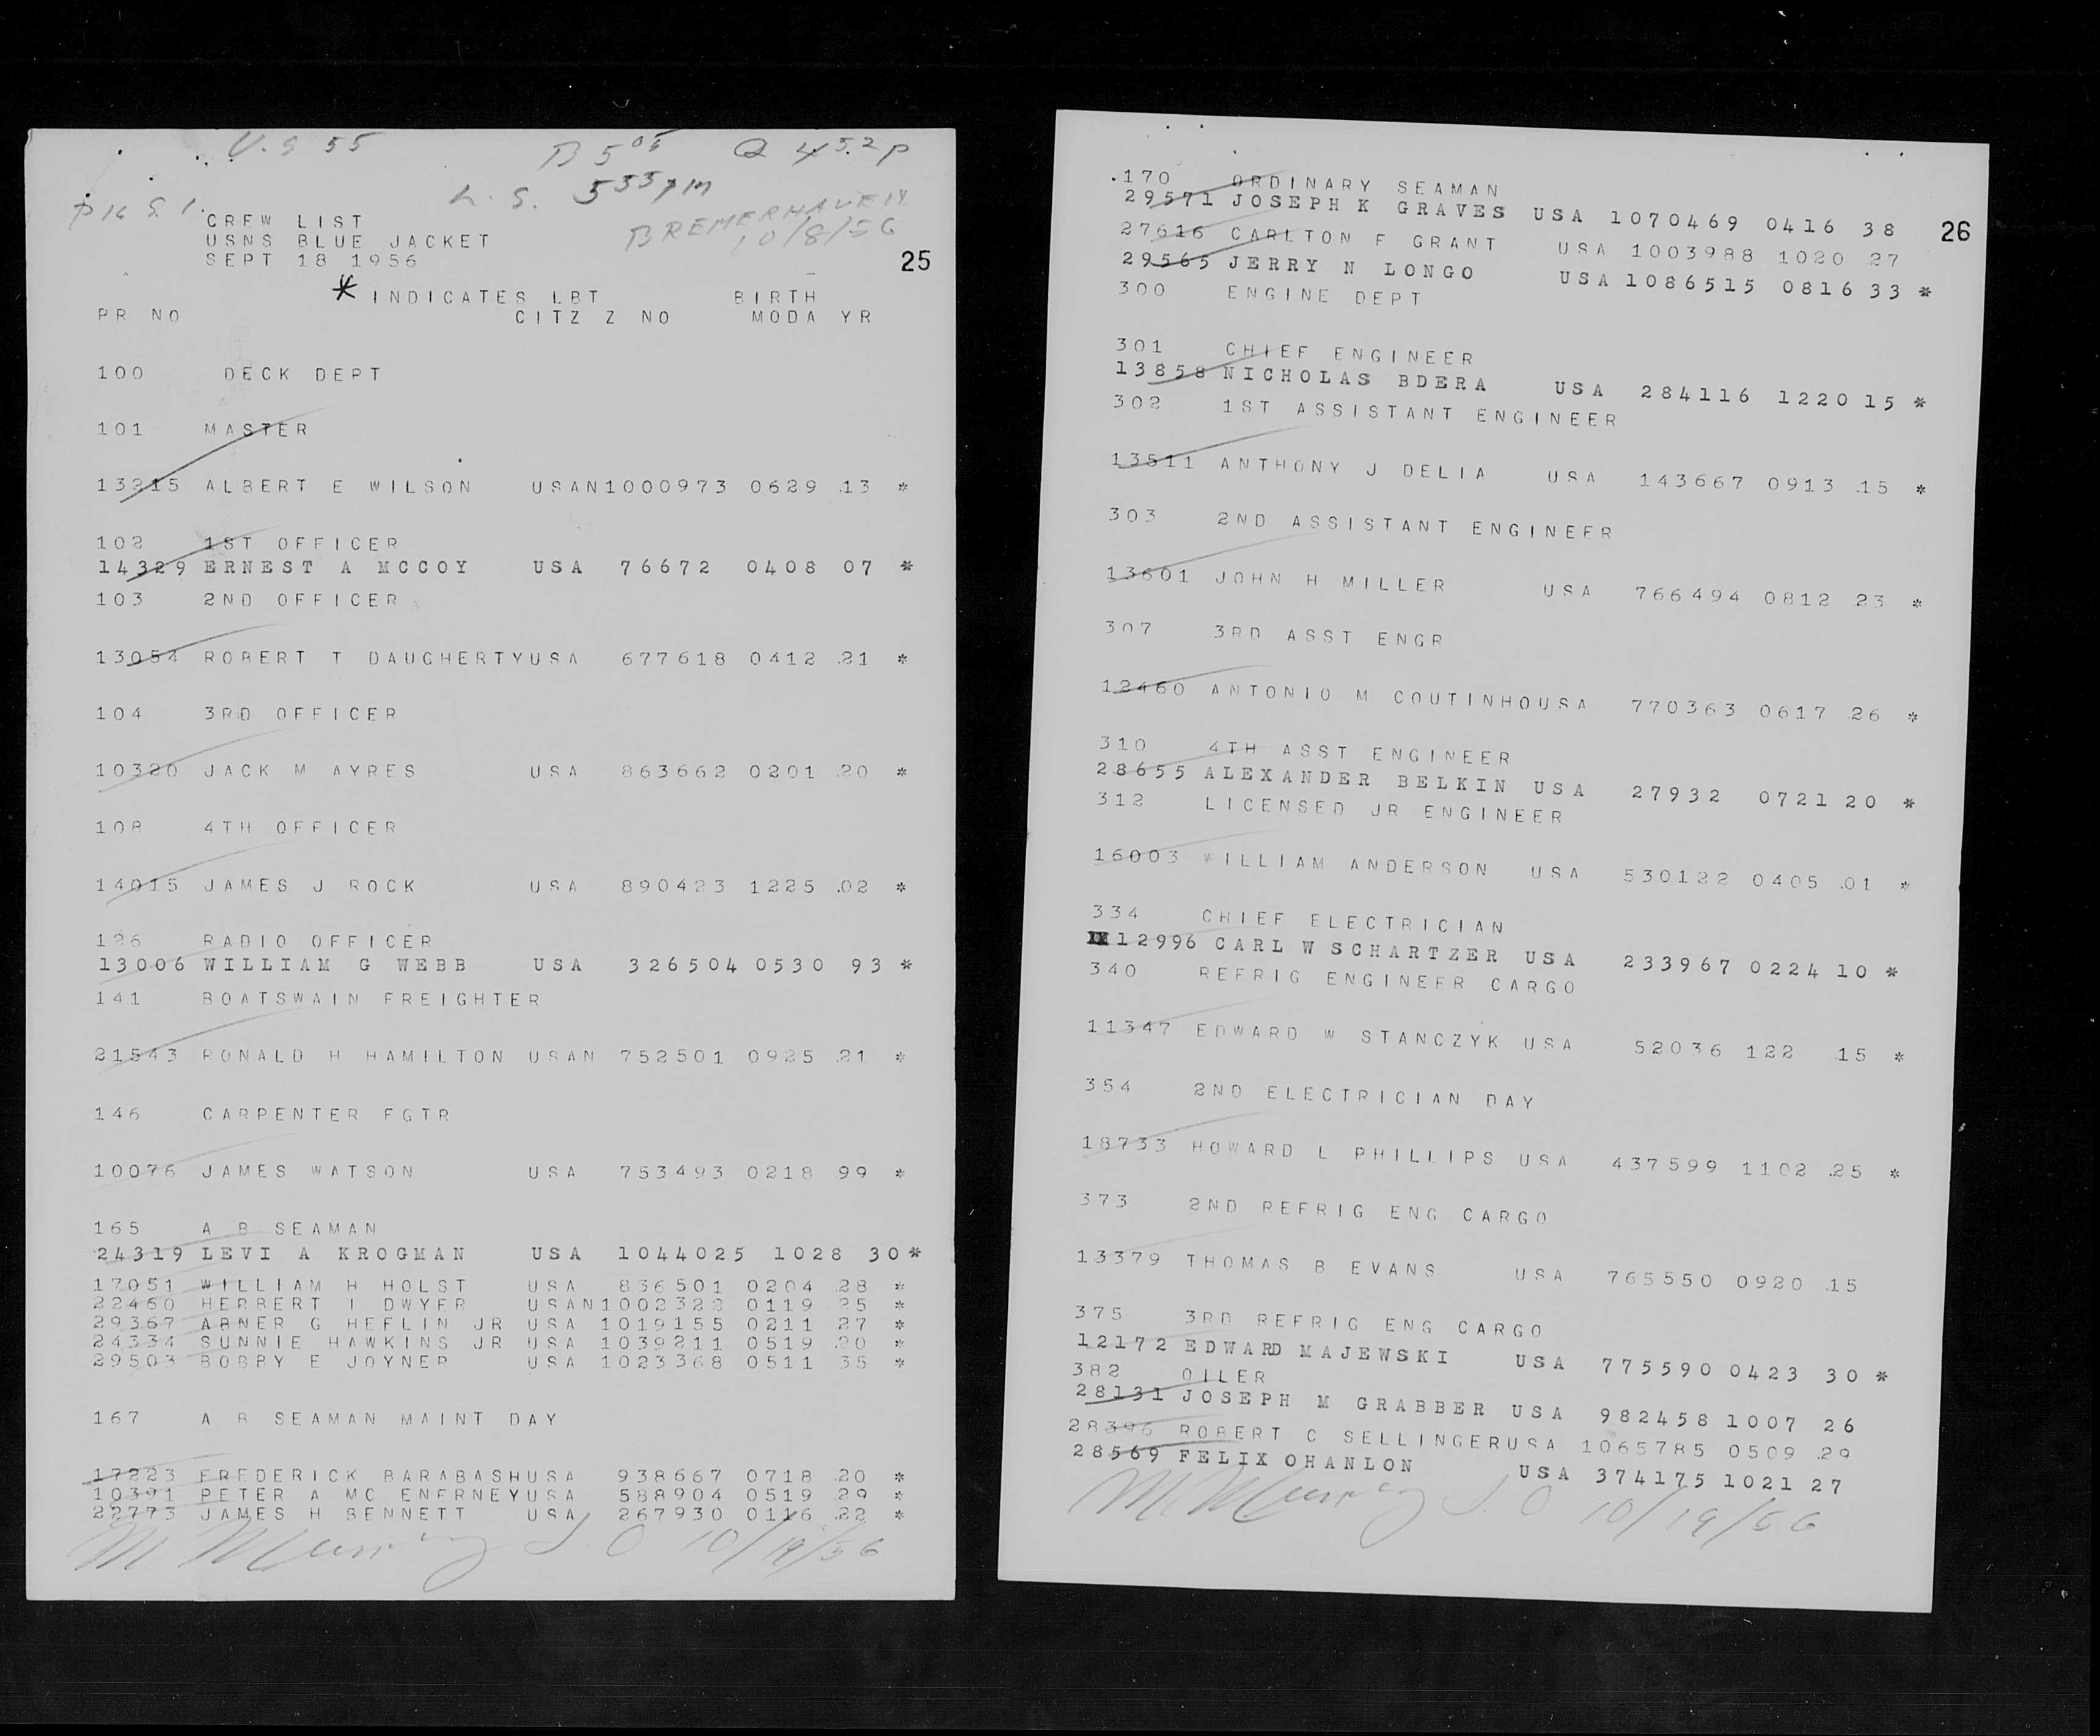 U.S 55 B 5 05 Q 4 52 P
L. S. 5 35 pm
CREW LIST BREMERHAVEN
USNS BLUE JACKET 10/8/56
SEPT 18 1956
25
* INDICATES LBT BIRTH
PR NO CITZ Z NO MODA YR
100 DECK DEPT
101 MASTER
13215 ALBERT E WILSON USAN1000973 0629 13 *
102 1ST OFFICER
14329 ERNEST A MCCOY USA 76672 0408 07 *
103 2ND OFFICER
13054 ROBERT T DAUGHERTYUSA 677618 0412 21 *
104 3RD OFFICER
10320 JACK M AYRES USA 863662 0201 20 *
108 4TH OFFICER
14015 JAMES J ROCK USA 890423 1225 02 *
126 RADIO OFFICER
13006 WILLIAM G WEBB USA 326504 0530 93 *
141 BOATSWAIN FREIGHTER
21543 RONALD H HAMILTON USAN 752501 0925 21 *
146 CARPENTER FGTR
10076 JAMES WATSON USA 753493 0218 99 *
165 A B SEAMAN
24319 LEVI A KROGMAN USA 1044025 1028 30*
17051 WILLIAM H HOLST USA 836501 0204 28 *
22460 HERBERT I DWYER USAN1002322 0119 25 *
29367 ABNER G HEFLIN JR USA 1019155 0211 27 *
24334 SUNNIE HAWKINS JR USA 1039211 0519 20 *
29503 BOBBY E JOYNER USA 1023368 0511 35 *
167 A B SEAMAN MAINT DAY
17223 FREDERICK BARABASHUSA 938667 0718 20 *
10391 PETER A MC ENERNEYUSA 588904 0519 29 *
22773 JAMES H BENNETT USA 267930 0116 22 *
10/19/56
170 ORDINARY SEAMAN
29571 JOSEPH K GRAVES USA 1070469 0416 38
26
27616 CARLTON F GRANT USA 1003988 1020 27
29565 JERRY N LONGO USA 1086515 0816 33 *
300 ENGINE DEPT
301 CHIEF ENGINEER
13858 NICHOLAS BDERA USA 284116 1220 15 *
302 1ST ASSISTANT ENGINEER
13511 ANTHONY J DELIA USA 143667 0913 15 *
303 2ND ASSISTANT ENGINEER
13601 JOHN H MILLER USA 766494 0812 23 *
307 3RD ASST ENGR
12460 ANTONIO M COUTINHOUSA 770363 0617 26 *
310 4TH ASST ENGINEER
28655 ALEXANDER BELKIN USA 27932 0721 20 *
312 LICENSED JR ENGINEER
16003 WILLIAM ANDERSON USA 530122 0405 01 *
334 CHIEF ELECTRICIAN
12996 CARL W SCHARTZER USA 233967 0224 10 *
340 REFRIG ENGINEER CARGO
11347 EDWARD W STANCZYK USA 52036 122 15 *
354 2ND ELECTRICIAN DAY
18733 HOWARD L PHILLIPS USA 437599 1102 25 *
373 2ND REFRIG ENG CARGO
13379 THOMAS B EVANS USA 765550 0920 15
375 3RD REFRIG ENG CARGO
12172 EDWARD MAJEWSKI USA 775590 0423 30 *
382 OILER
28131 JOSEPH M GRABBER USA 982458 1007 26
28396 ROBERT C SELLINGERUSA 1065785 0509 29
28569 FELIX OHANLON USA 374175 1021 27
10/19/56